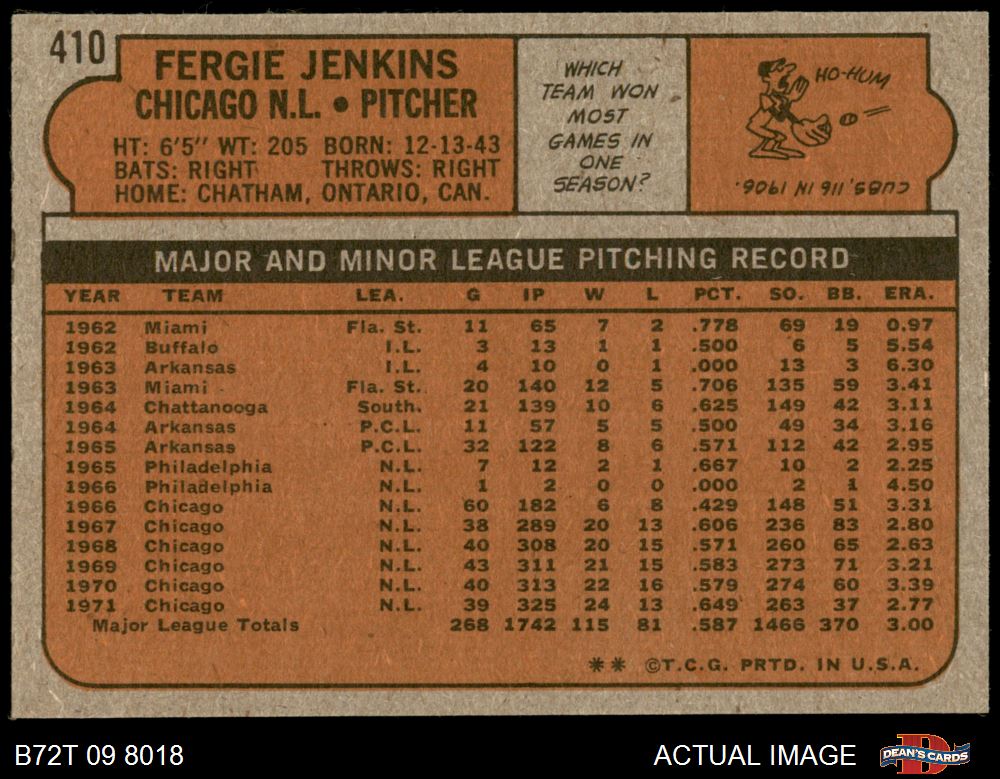 410
FERGIE JENKINS
CHICAGO N.L. • PITCHER
HT: 6'5" WT: 205 BORN: 12-13-43
BATS: RIGHT THROWS: RIGHT
HOME: CHATHAM, ONTARIO, CAN.
WHICH
TEAM WON
MOST
GAMES IN
ONE
SEASON?
HO-HUM
CUBS, 116 IN 1906.
MAJOR AND MINOR LEAGUE PITCHING RECORD
YEAR TEAM LEA. G IP W L PCT. SO. BB. ERA.
1962 Miami Fla. St. 11 65 7 2 .778 69 19 0.97
1962 Buffalo I.L. 3 13 1 1 .500 6 5 5.54
1963 Arkansas I.L. 4 10 0 1 .000 13 3 6.30
1963 Miami Fla. St. 20 140 12 5 .706 135 59 3.41
1964 Chattanooga South. 21 139 10 6 .625 149 42 3.11
1964 Arkansas P.C.L. 11 57 5 5 .500 49 34 3.16
1965 Arkansas P.C.L. 32 122 8 6 .571 112 42 2.95
1965 Philadelphia N.L. 7 12 2 1 .667 10 2 2.25
1966 Philadelphia N.L. 1 2 0 0 .000 2 1 4.50
1966 Chicago N.L. 60 182 6 8 .429 148 51 3.31
1967 Chicago N.L. 38 289 20 13 .606 236 83 2.80
1968 Chicago N.L. 40 308 20 15 .571 260 65 2.63
1969 Chicago N.L. 43 311 21 15 .583 273 71 3.21
1970 Chicago N.L. 40 313 22 16 .579 274 60 3.39
1971 Chicago N.L. 39 325 24 13 .649 263 37 2.77
Major League Totals 268 1742 115 81 .587 1466 370 3.00
** ©T.C.G. PRTD. IN U.S.A.
B72T 09 8018
ACTUAL IMAGE
DEAN'S CARDS